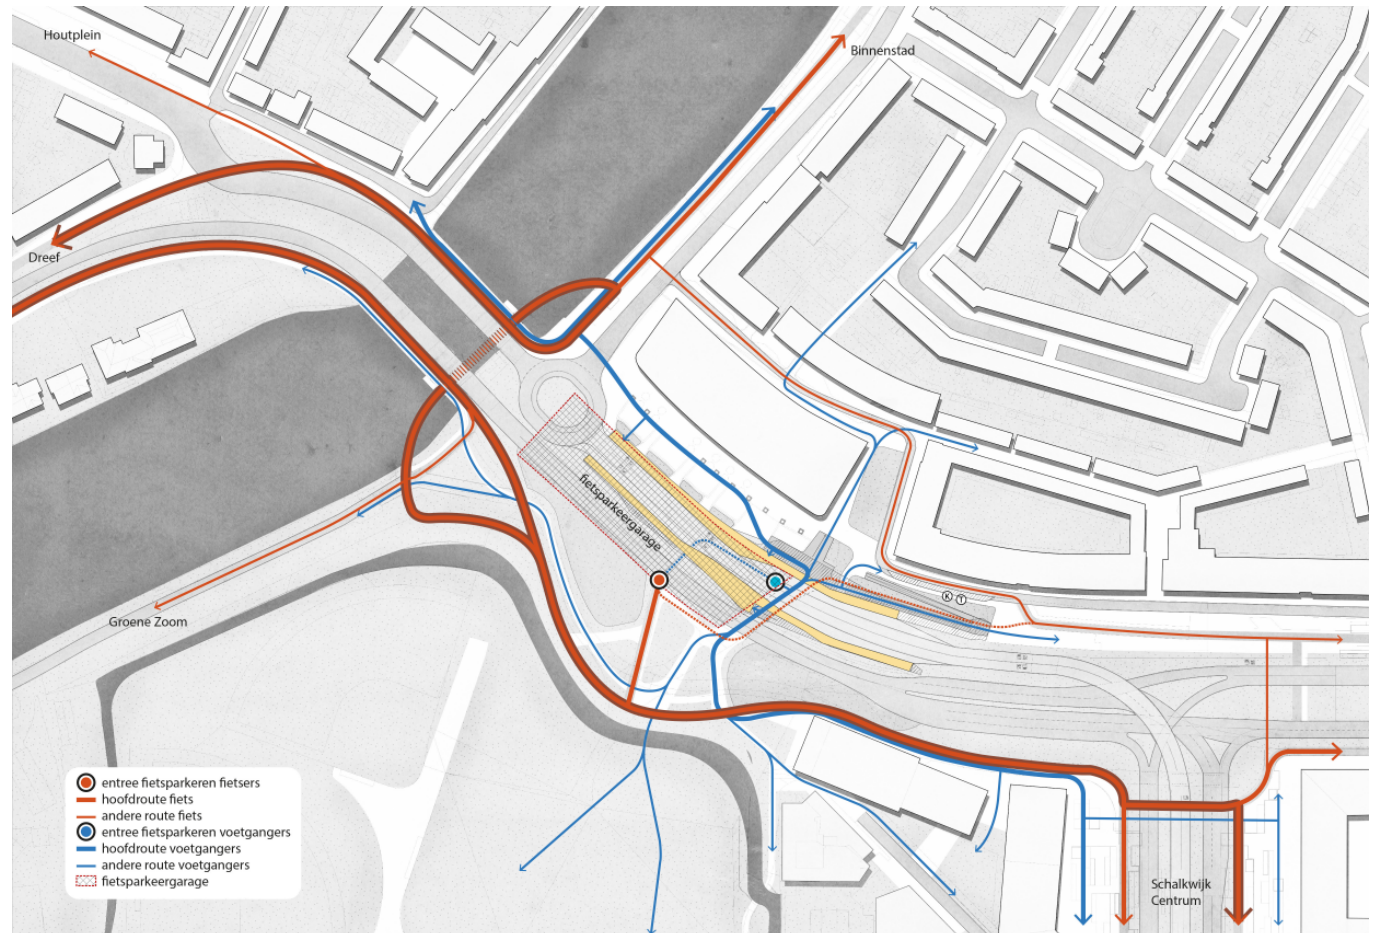 Houtplein
Binnenstad
Dreef
fietsparkeergarage
K T
Groene Zoom
entree fietsparkeren fietsers
hoofdroute fiets
andere route fiets
entree fietsparkeren voetgangers
hoofdroute voetgangers
andere route voetgangers
fietsparkeergarage
Schalkwijk
Centrum